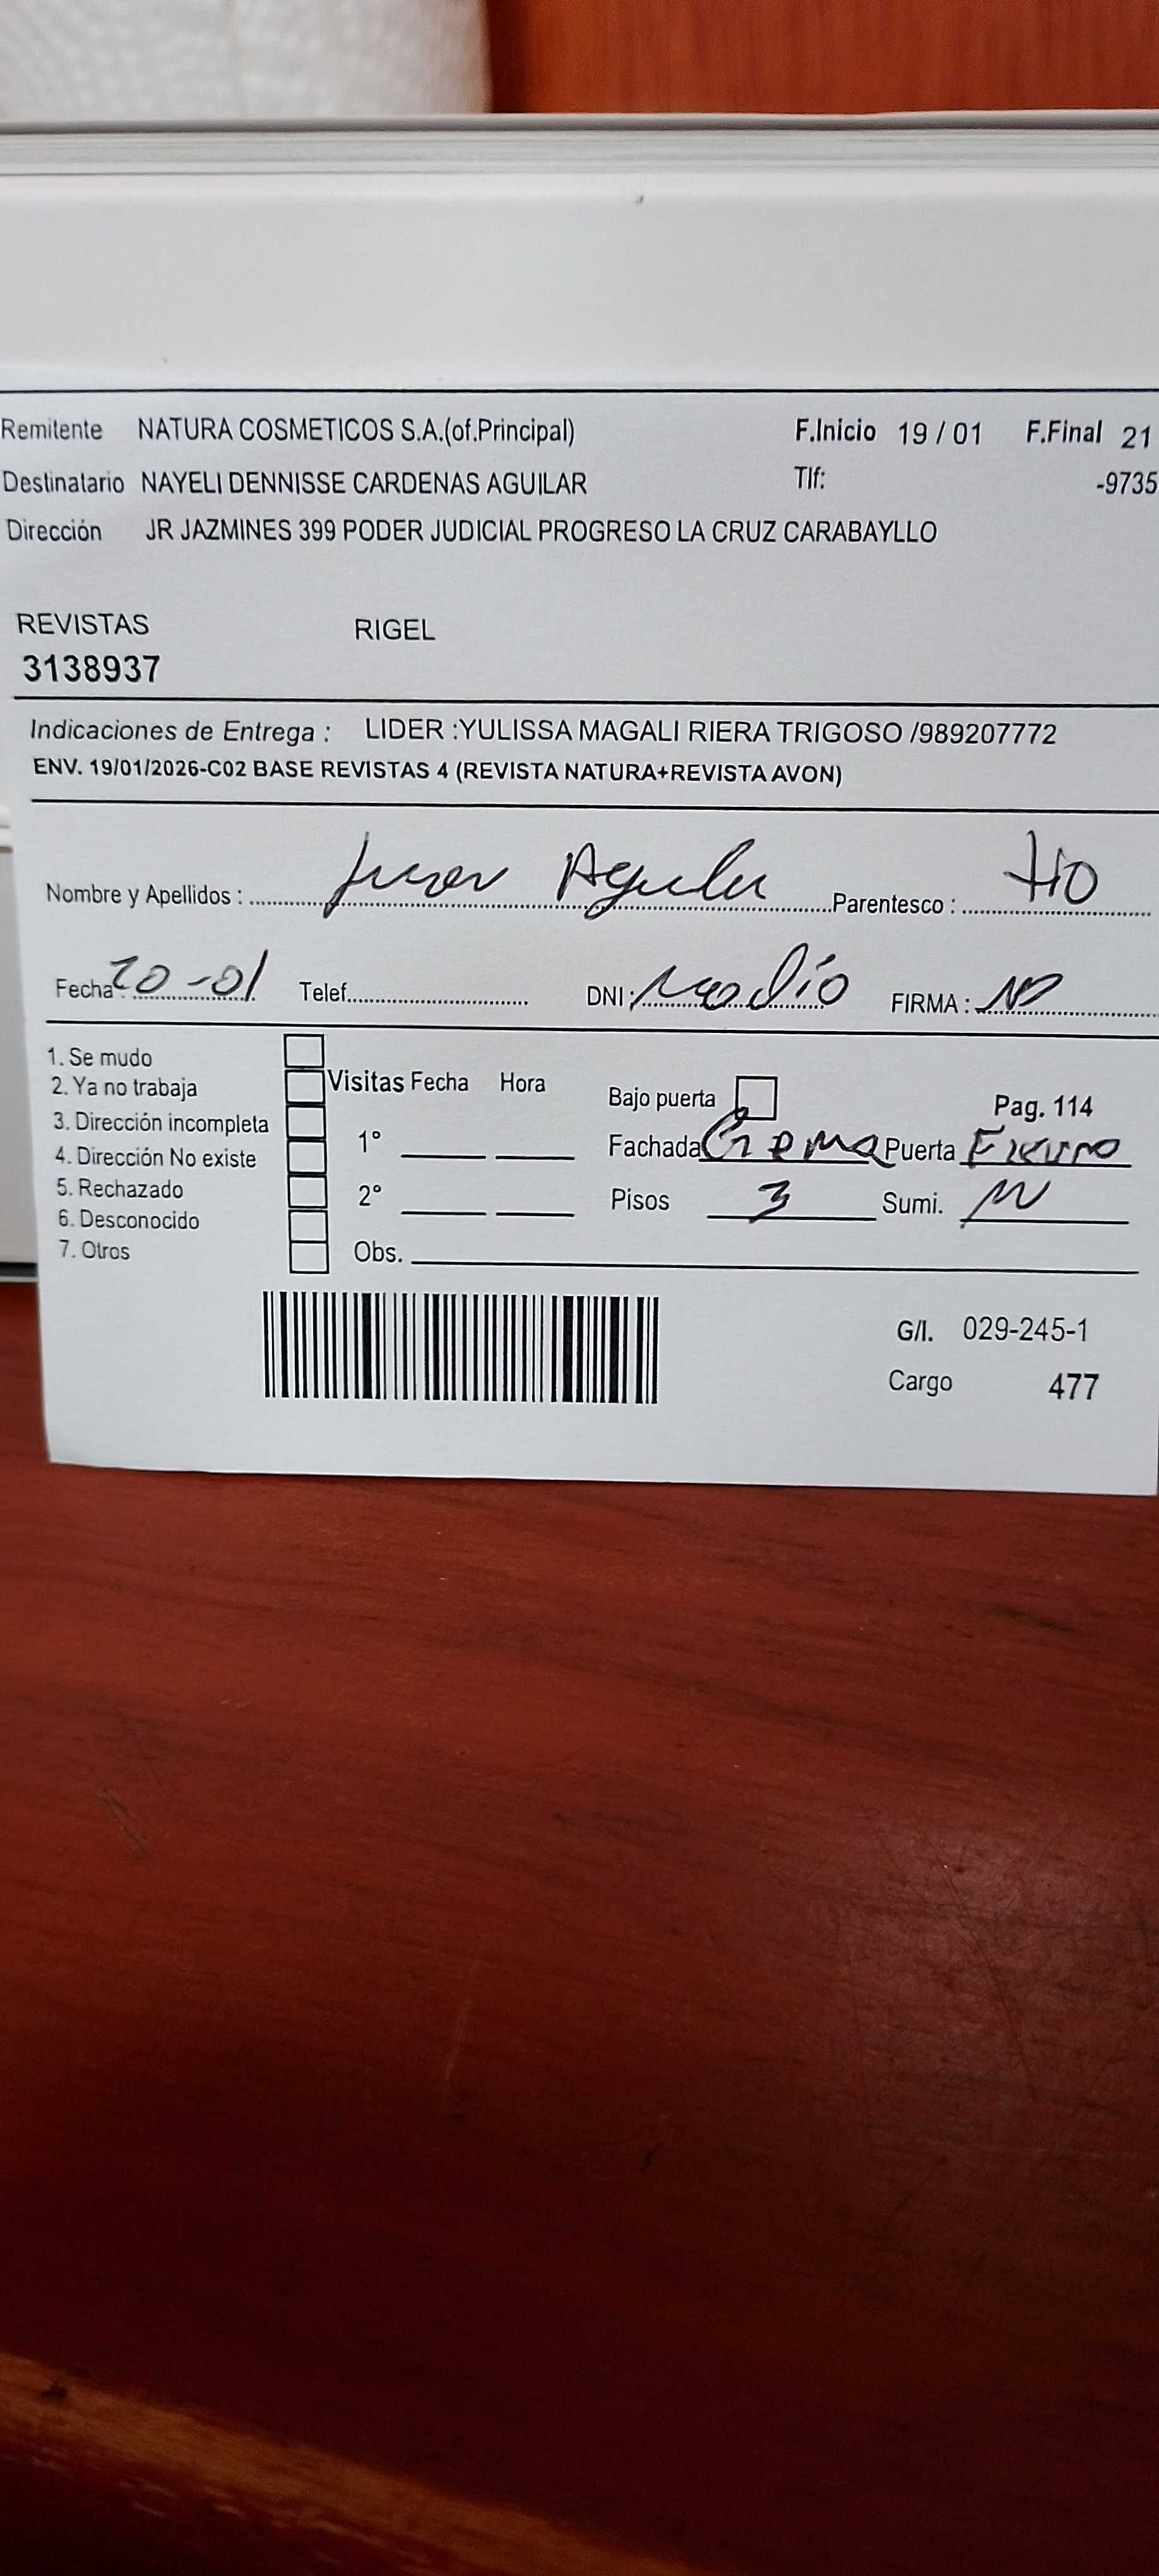 Remitente NATURA COSMETICOS S.A.(of.Principal) F.Inicio 19 / 01 F.Final 21
Destinatario NAYELI DENNISSE CARDENAS AGUILAR Tlf: -9735
Dirección JR JAZMINES 399 PODER JUDICIAL PROGRESO LA CRUZ CARABAYLLO
REVISTAS RIGEL
3138937
Indicaciones de Entrega : LIDER :YULISSA MAGALI RIERA TRIGOSO /989207772
ENV. 19/01/2026-C02 BASE REVISTAS 4 (REVISTA NATURA+REVISTA AVON)
Nombre y Apellidos : Aguilar Parentesco : tio
Fecha : 20-01 Telef. DNI : No dio FIRMA :
1. Se mudo
2. Ya no trabaja Visitas Fecha Hora Bajo puerta Pag. 114
3. Dirección incompleta 1° Fachada Crema Puerta Fierro
4. Dirección No existe
5. Rechazado 2° Pisos 3 Sumi.
6. Desconocido
7. Otros Obs.
G/I. 029-245-1
Cargo 477